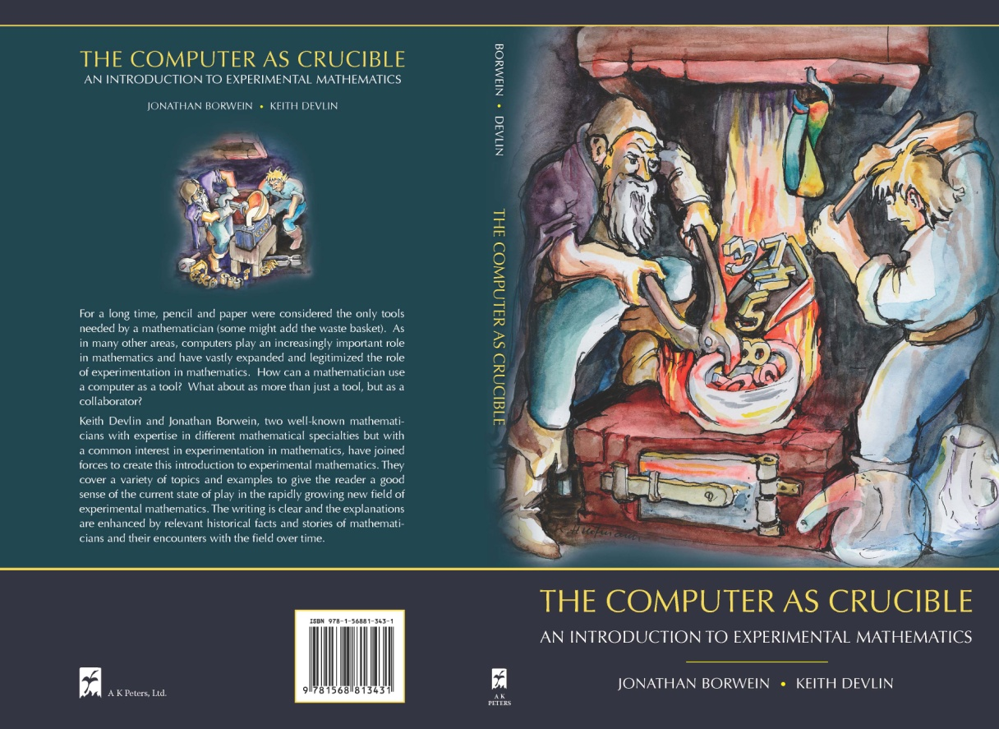 THE COMPUTER AS CRUCIBLE
AN INTRODUCTION TO EXPERIMENTAL MATHEMATICS
JONATHAN BORWEIN • KEITH DEVLIN
For a long time, pencil and paper were considered the only tools
needed by a mathematician (some might add the waste basket). As
in many other areas, computers play an increasingly important role
in mathematics and have vastly expanded and legitimized the role
of experimentation in mathematics. How can a mathematician use
a computer as a tool? What about as more than just a tool, but as a
collaborator?
Keith Devlin and Jonathan Borwein, two well-known mathemati-
cians with expertise in different mathematical specialties but with
a common interest in experimentation in mathematics, have joined
forces to create this introduction to experimental mathematics. They
cover a variety of topics and examples to give the reader a good
sense of the current state of play in the rapidly growing new field of
experimental mathematics. The writing is clear and the explanations
are enhanced by relevant historical facts and stories of mathemati-
cians and their encounters with the field over time.
A K Peters, Ltd.
ISBN 978-1-56881-343-1
9 781568 813431
BORWEIN • DEVLIN
THE COMPUTER AS CRUCIBLE
A K
PETERS
3 7
5
8
THE COMPUTER AS CRUCIBLE
AN INTRODUCTION TO EXPERIMENTAL MATHEMATICS
JONATHAN BORWEIN • KEITH DEVLIN